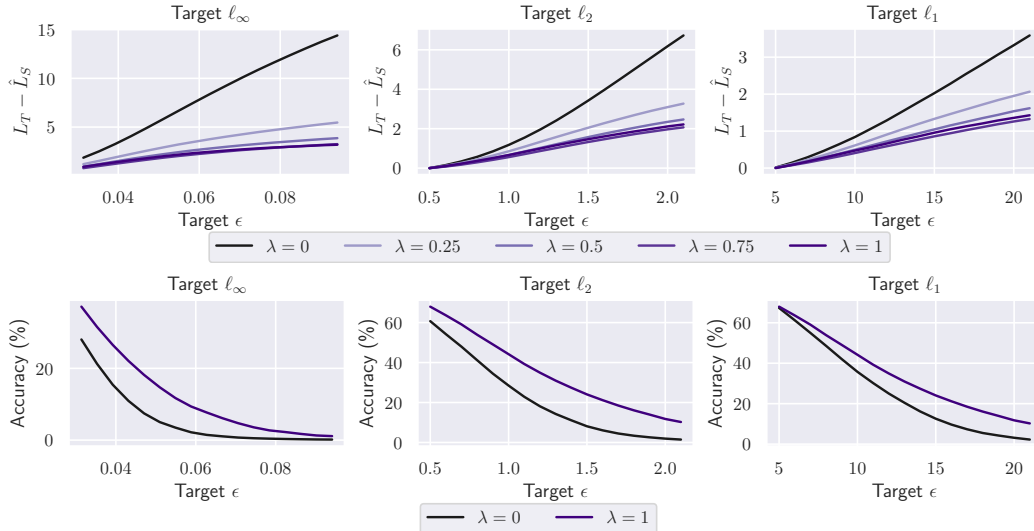 Target ℓ∞
Target ℓ2
Target ℓ1
L_T − L̂_S
15
10
5
0.04
0.06
0.08
Target ϵ
6
4
2
0
0.5
1.0
1.5
2.0
Target ϵ
L_T − L̂_S
3
2
1
0
5
10
15
20
Target ϵ
L_T − L̂_S
λ = 0
λ = 0.25
λ = 0.5
λ = 0.75
λ = 1
Target ℓ∞
Target ℓ2
Target ℓ1
Accuracy (%)
20
0
0.04
0.06
0.08
Target ϵ
Accuracy (%)
60
40
20
0
0.5
1.0
1.5
2.0
Target ϵ
Accuracy (%)
60
40
20
0
5
10
15
20
Target ϵ
λ = 0
λ = 1